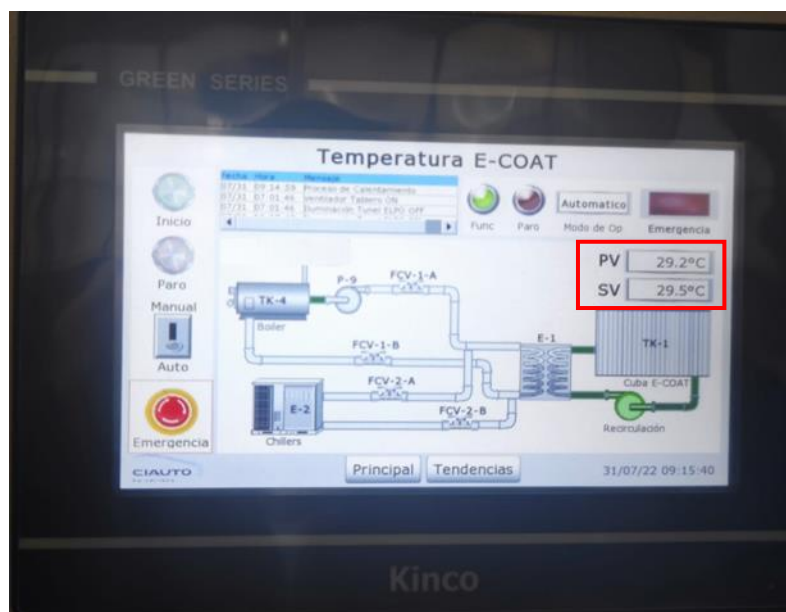 GREEN SERIES
Temperatura E-COAT
Fecha Hora Mensaje
07/31 09:14:59 Proceso de Calentamiento
07/31 07:01:46 Ventilador Tablero ON
07/31 07:01:46 Iluminación Tunel ELPO OFF
Inicio
Func
Paro
Automatico
Modo de Op
Emergencia
PV 29.2ºC
SV 29.5ºC
Paro
Manual
Auto
Emergencia
TK-4
Boiler
P-9
FCV-1-A
FCV-1-B
FCV-2-A
FCV-2-B
E-1
TK-1
Cuba E-COAT
E-2
Chillers
Recirculación
CIAUTO
Principal
Tendencias
31/07/22 09:15:40
Kinco